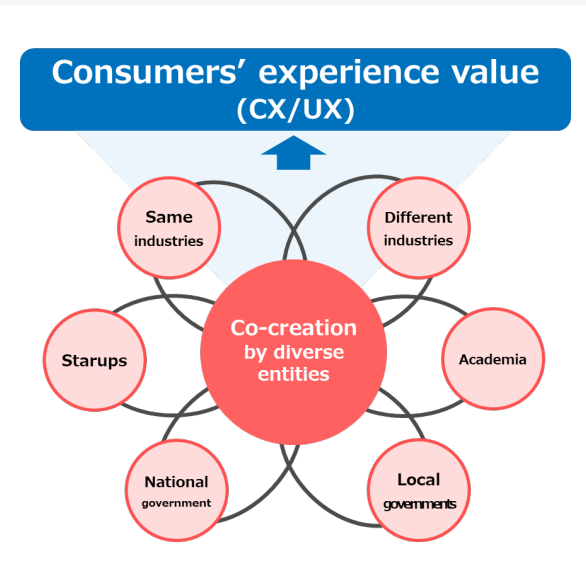 Consumers’ experience value
(CX/UX)
Same
industries
Different
industries
Co-creation
by diverse
entities
Starups
Academia
National
government
Local
governments